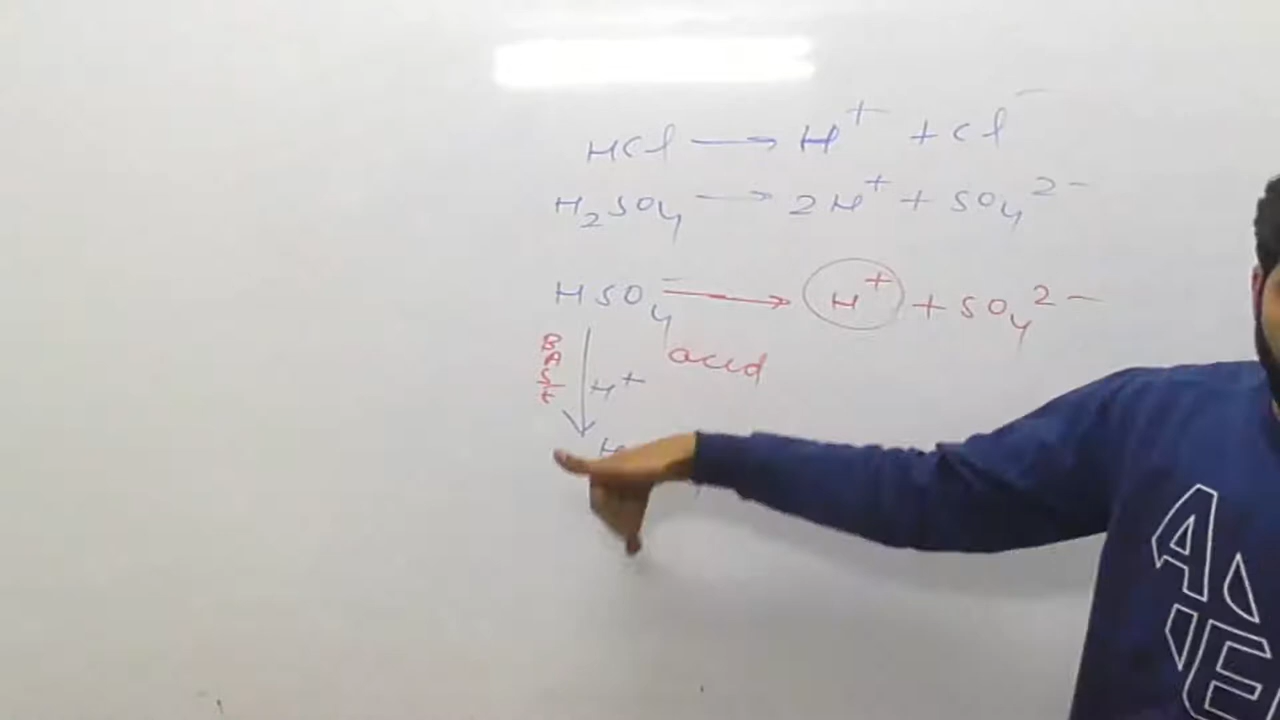 HCl → H⁺ + Cl⁻
H₂SO₄ → 2H⁺ + SO₄²⁻
HSO₄⁻ → H⁺ + SO₄²⁻
acid
BASE
H⁺
H